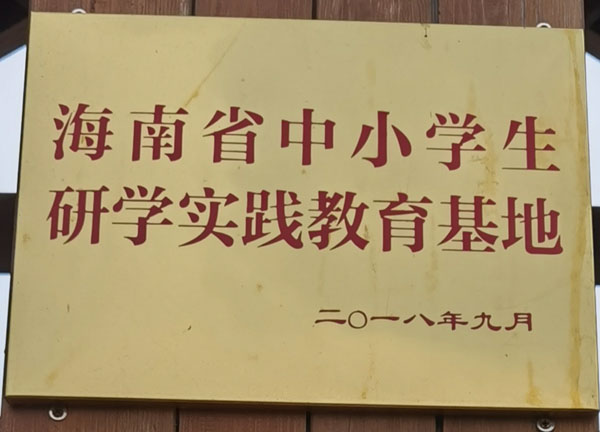 海南省中小学生
研学实践教育基地
二〇一八年九月